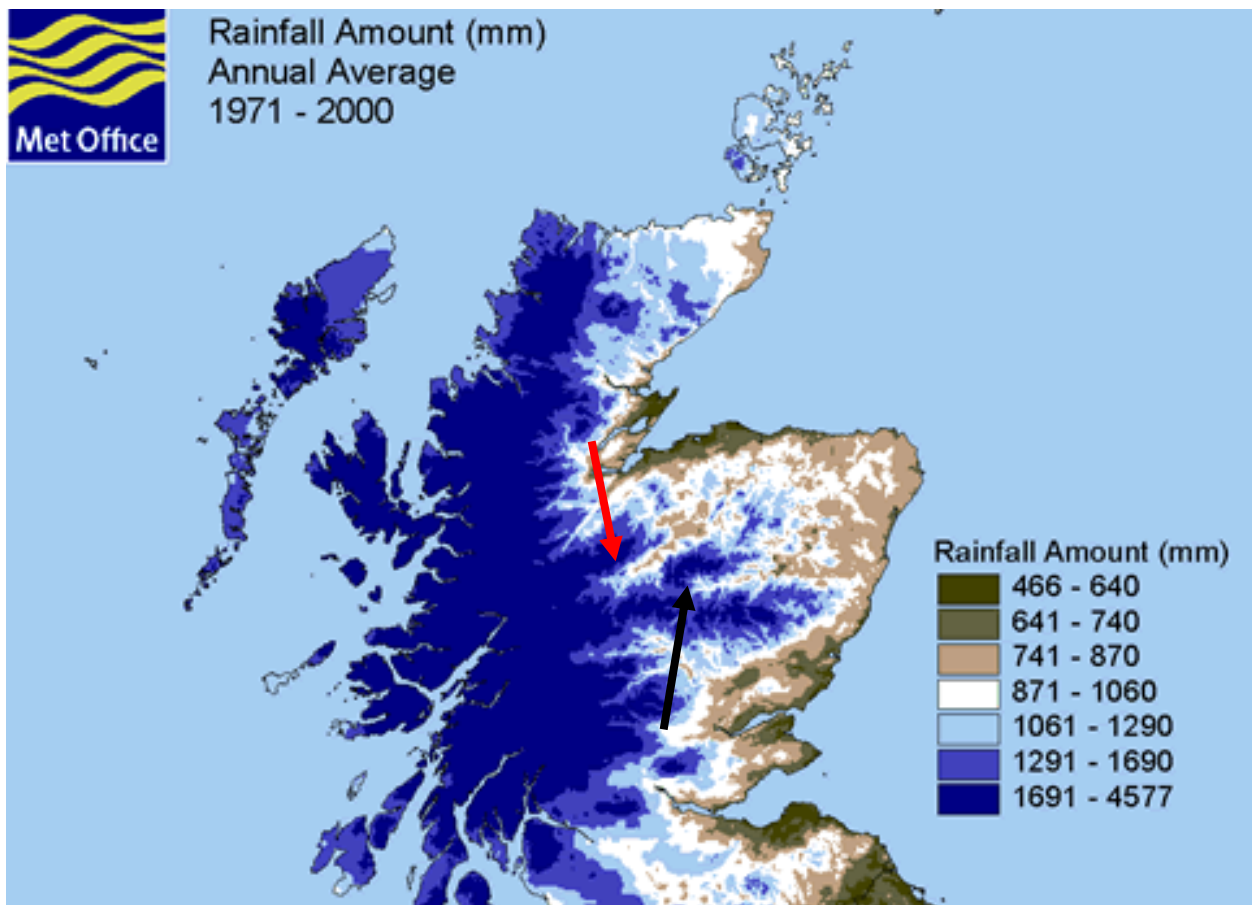 Met Office
Rainfall Amount (mm)
Annual Average
1971 - 2000
Rainfall Amount (mm)
466 - 640
641 - 740
741 - 870
871 - 1060
1061 - 1290
1291 - 1690
1691 - 4577